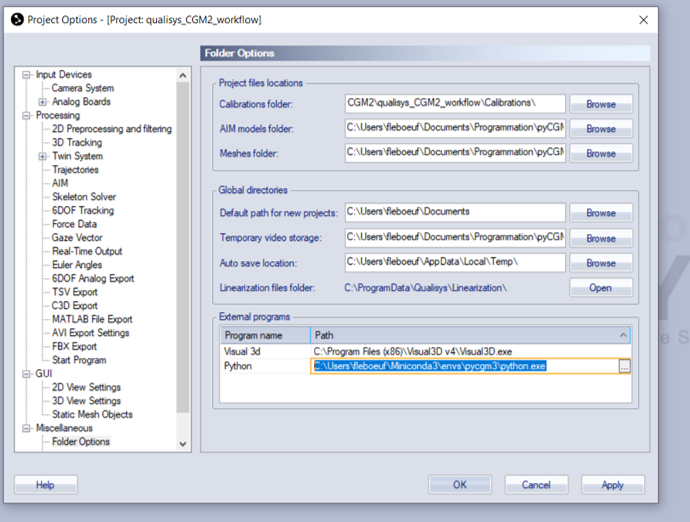 Project Options - [Project: qualisys_CGM2_workflow]
Folder Options
Input Devices
Camera System
Analog Boards
Processing
2D Preprocessing and filtering
3D Tracking
Twin System
Trajectories
AIM
Skeleton Solver
6DOF Tracking
Force Data
Gaze Vector
Real-Time Output
Euler Angles
6DOF Analog Export
TSV Export
C3D Export
MATLAB File Export
AVI Export Settings
FBX Export
Start Program
GUI
2D View Settings
3D View Settings
Static Mesh Objects
Miscellaneous
Folder Options
Project files locations
Calibrations folder: CGM2\qualisys_CGM2_workflow\Calibrations\ Browse
AIM models folder: C:\Users\fleboeuf\Documents\Programmation\pyCGM Browse
Meshes folder: C:\Users\fleboeuf\Documents\Programmation\pyCGM Browse
Global directories
Default path for new projects: C:\Users\fleboeuf\Documents Browse
Temporary video storage: C:\Users\fleboeuf\Documents\Programmation\pyCGM Browse
Auto save location: C:\Users\fleboeuf\AppData\Local\Temp\ Browse
Linearization files folder: C:\ProgramData\Qualisys\Linearization\ Open
External programs
Program name Path
Visual 3d C:\Program Files (x86)\Visual3D v4\Visual3D.exe
Python C:\Users\fleboeuf\Miniconda3\envs\pycgm3\python.exe ...
Help OK Cancel Apply